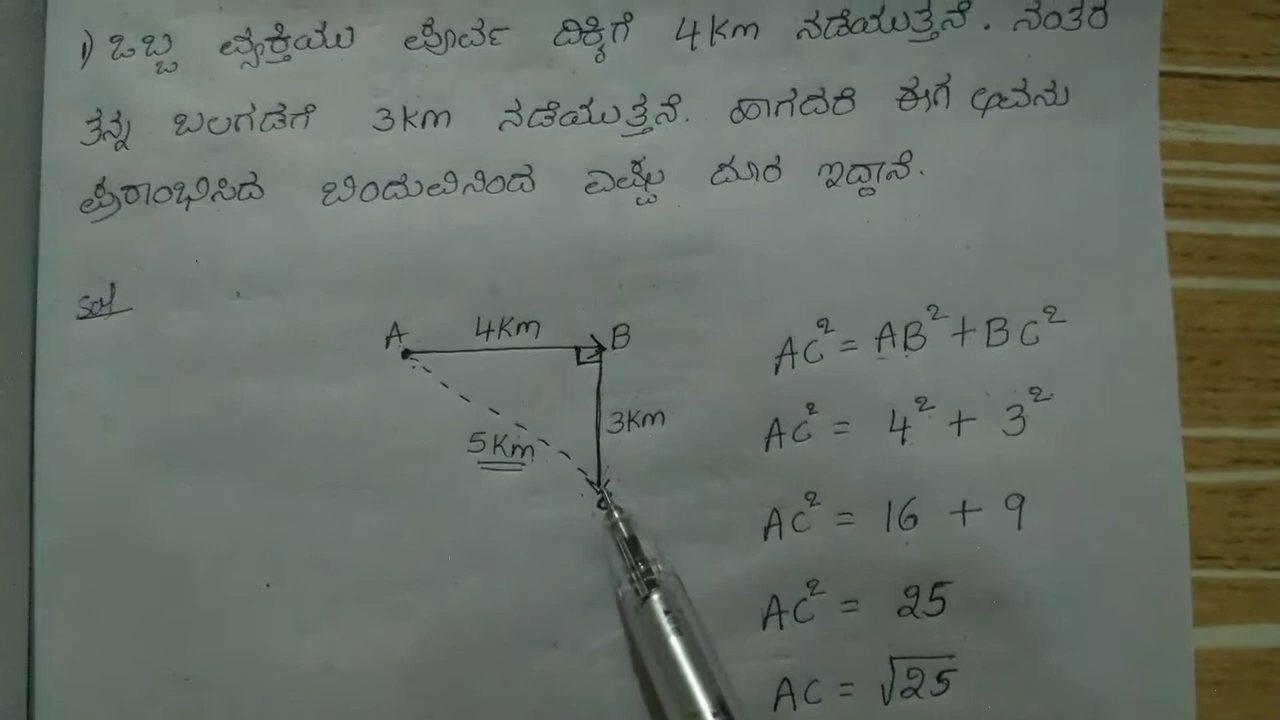 1) ಒಬ್ಬ ವ್ಯಕ್ತಿಯು ಪೂರ್ವ ದಿಕ್ಕಿಗೆ 4Km ನಡೆಯುತ್ತನೆ. ನಂತರ
ತನ್ನ ಬಲಗಡೆಗೆ 3km ನಡೆಯುತ್ತನೆ. ಹಾಗದರೆ ಈಗ ಅವನು
ಪ್ರರಾಂಭಿಸಿದ ಬಿಂದುವಿನಿಂದ ಎಷ್ಟು ದೂರ ಇದ್ದಾನೆ.
Sol
A 4Km B
3Km
5Km
C
AC² = AB² + BC²
AC² = 4² + 3²
AC² = 16 + 9
AC² = 25
AC = √25